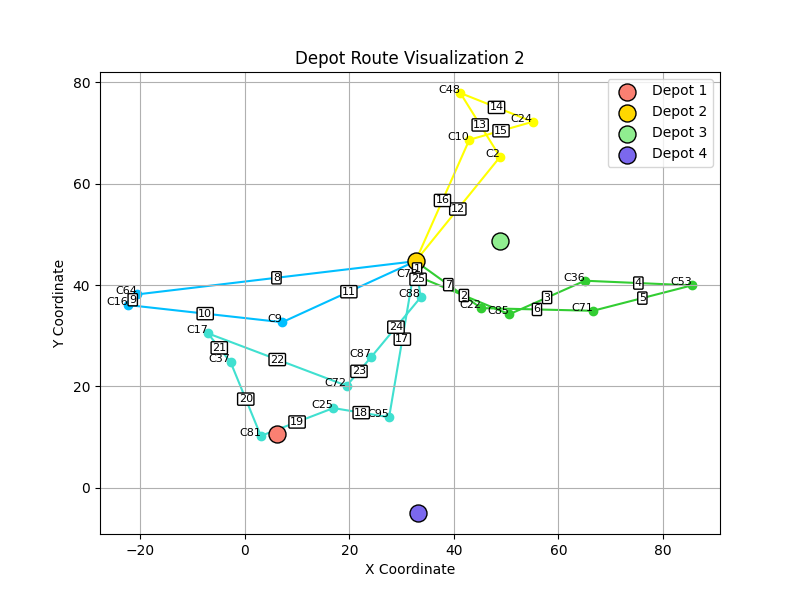 Depot Route Visualization 2
80
60
40
20
0
Y Coordinate
−20
0
20
40
60
80
X Coordinate
Depot 1
Depot 2
Depot 3
Depot 4
C48
14
C24
13
15
C10
C2
16
12
1
25
C88
7
2
C22
C85
3
6
C36
C71
4
5
C53
8
C64
9
C16
10
C9
11
C17
21
C37
22
24
17
C87
23
C72
20
C25
18
C95
19
C81